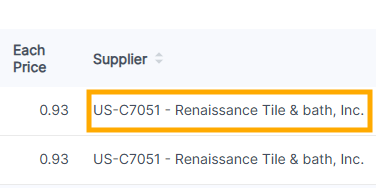 Each Price Supplier
0.93 US-C7051 - Renaissance Tile & bath, Inc.
0.93 US-C7051 - Renaissance Tile & bath, Inc.